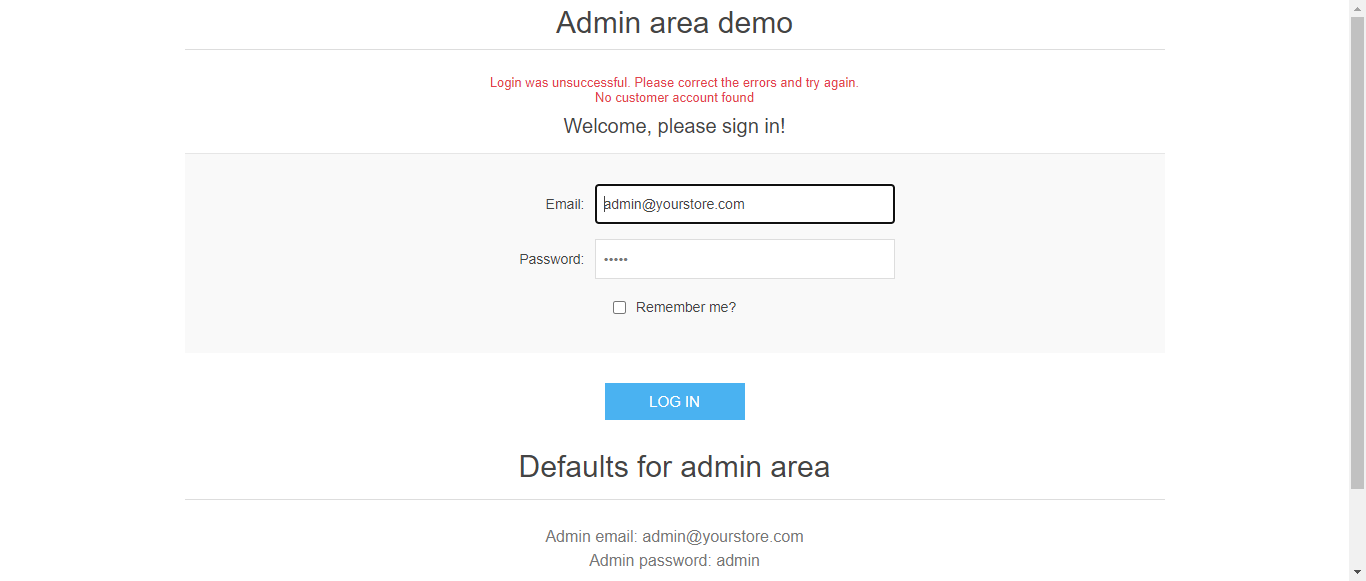 Admin area demo
Login was unsuccessful. Please correct the errors and try again.
No customer account found
Welcome, please sign in!
Email: admin@yourstore.com
Password: •••••
Remember me?
LOG IN
Defaults for admin area
Admin email: admin@yourstore.com
Admin password: admin